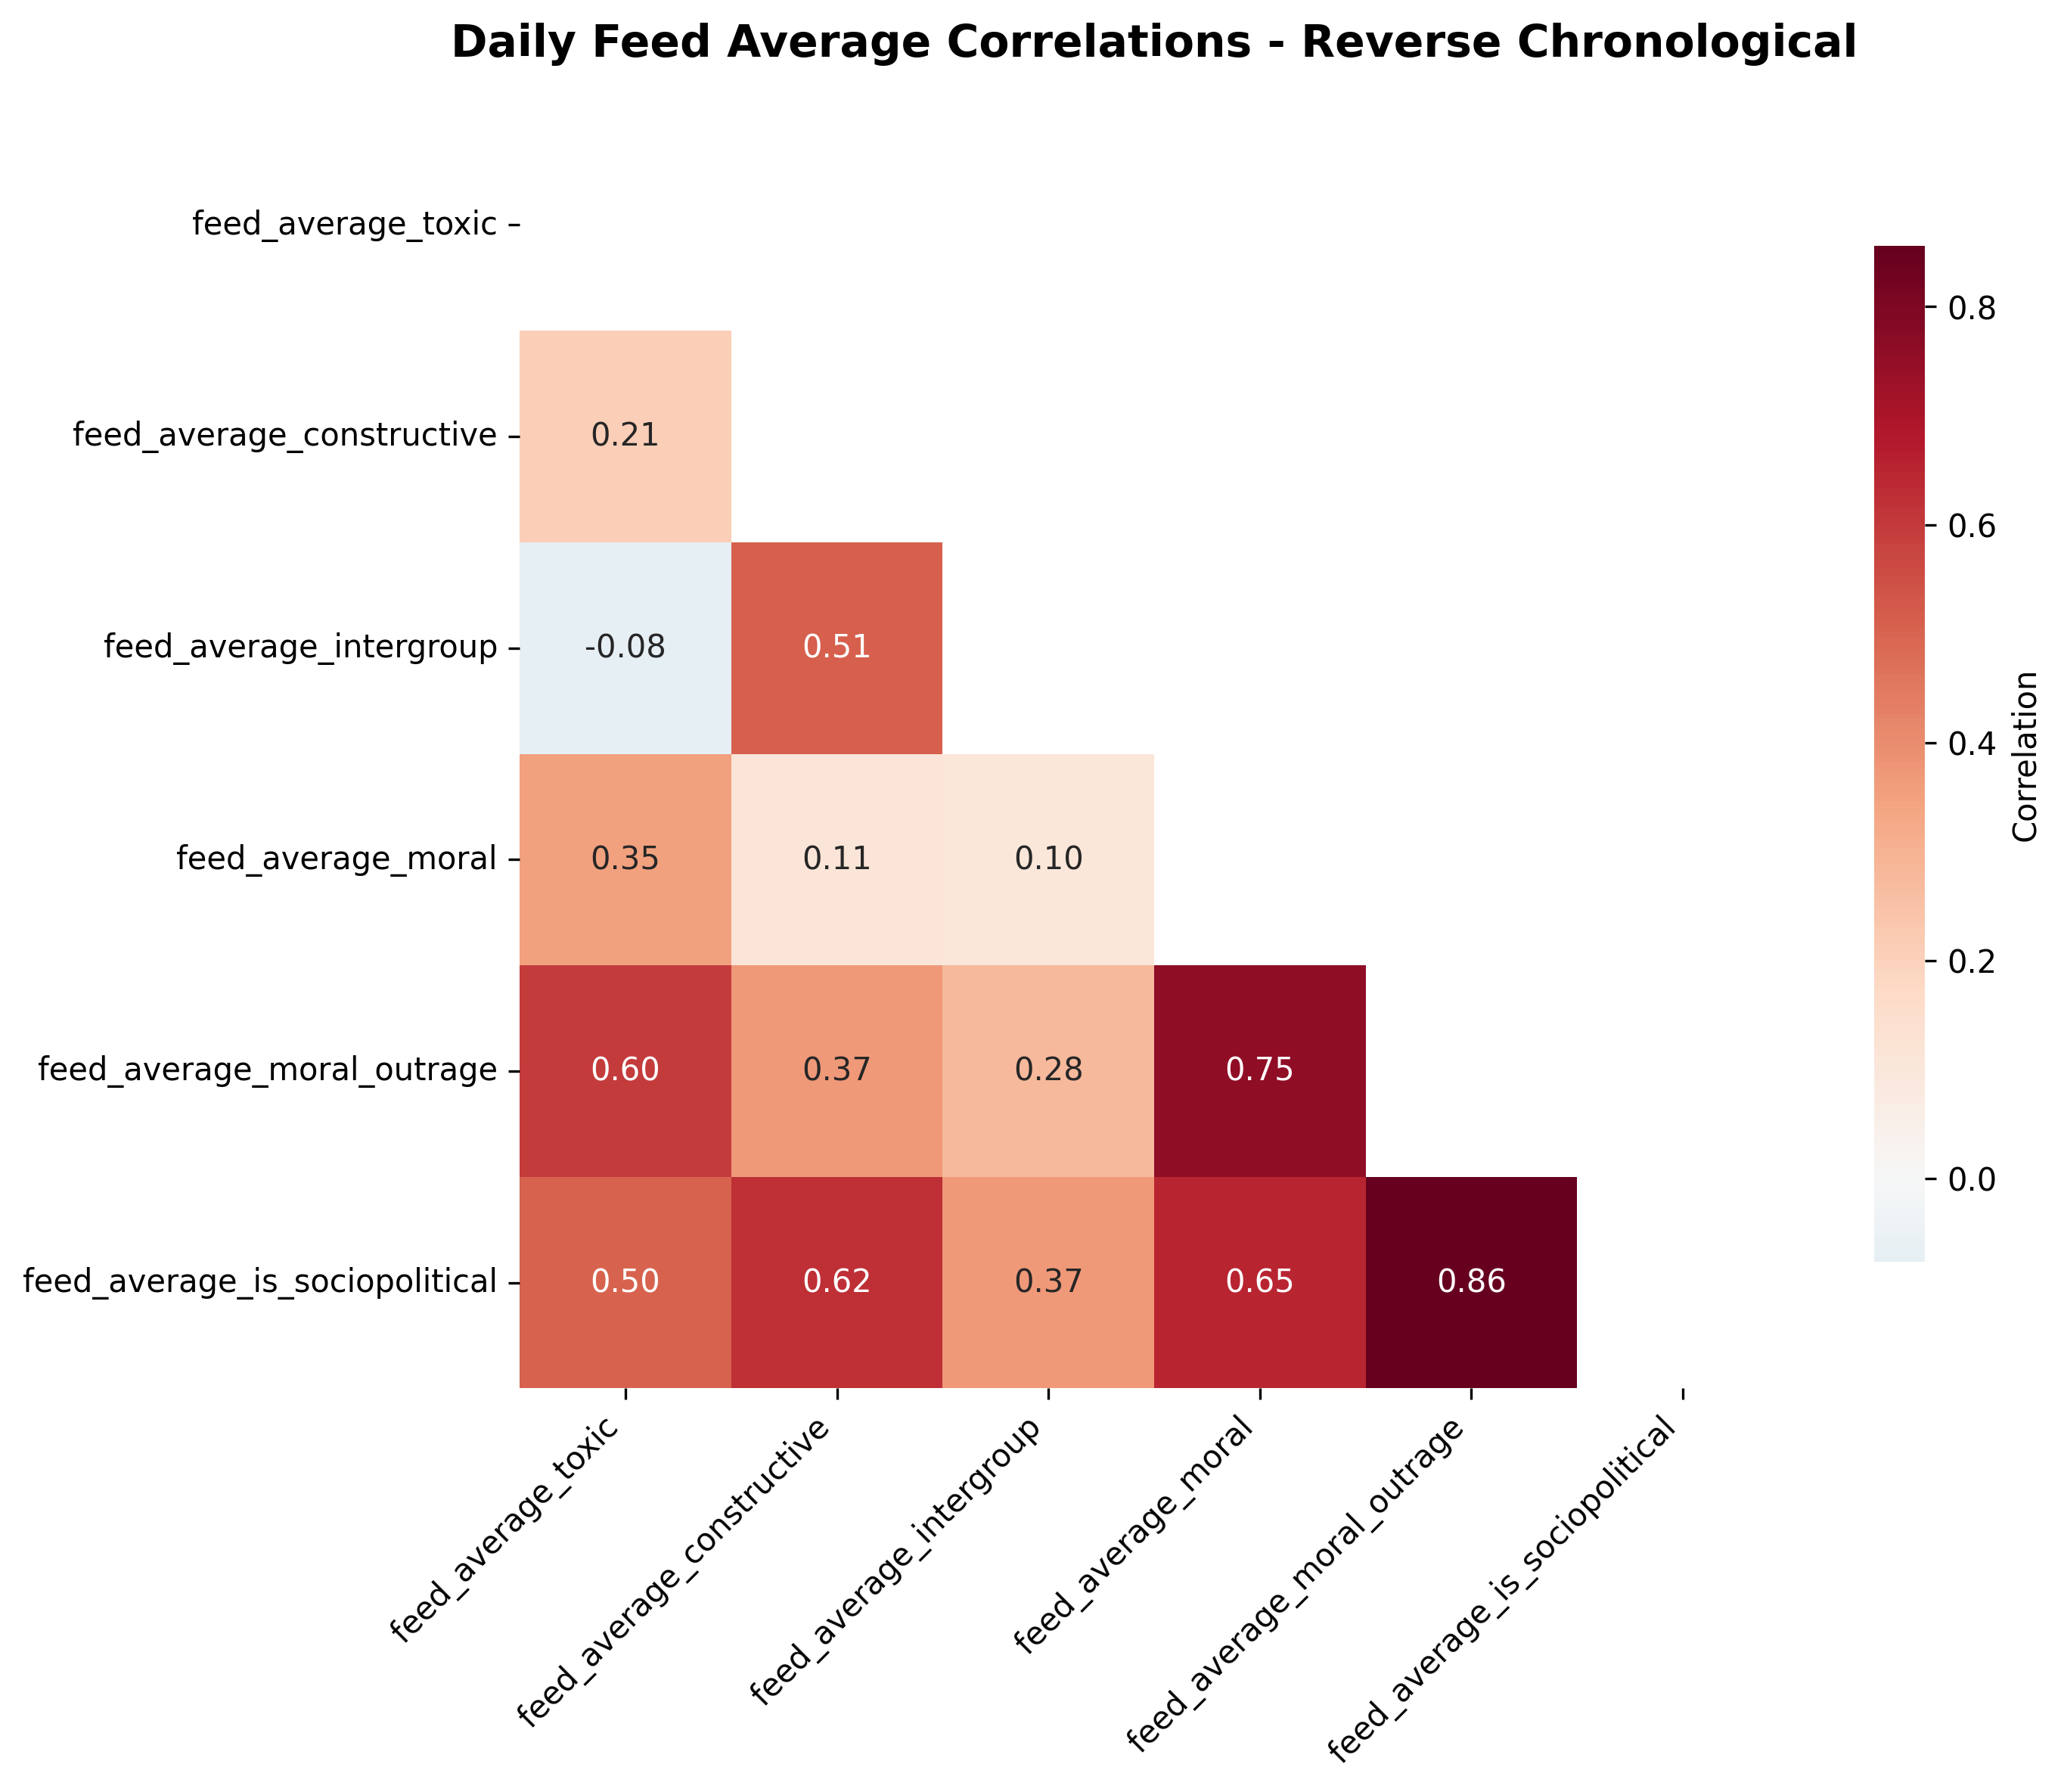 Daily Feed Average Correlations - Reverse Chronological
feed_average_toxic
feed_average_constructive
0.21
feed_average_intergroup
-0.08 0.51
feed_average_moral
0.35 0.11 0.10
feed_average_moral_outrage
0.60 0.37 0.28 0.75
feed_average_is_sociopolitical
0.50 0.62 0.37 0.65 0.86
feed_average_toxic
feed_average_constructive
feed_average_intergroup
feed_average_moral
feed_average_moral_outrage
feed_average_is_sociopolitical
0.8
0.6
0.4
0.2
0.0
Correlation